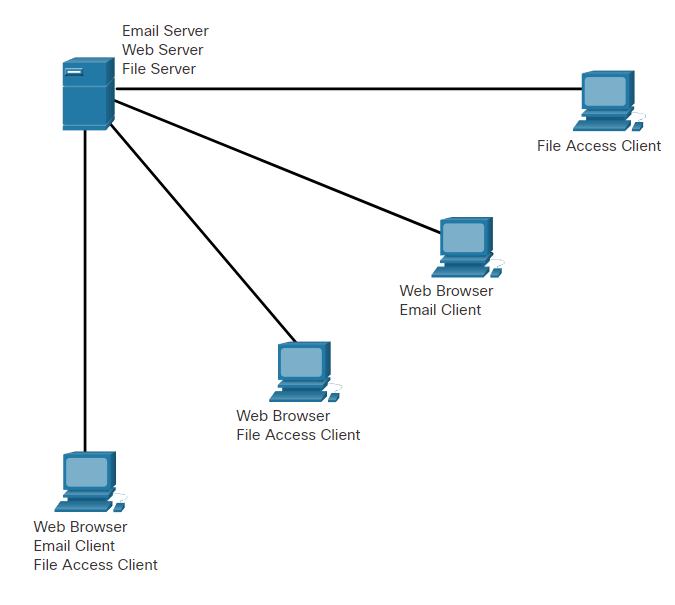 Email Server
Web Server
File Server
File Access Client
Web Browser
Email Client
Web Browser
File Access Client
Web Browser
Email Client
File Access Client